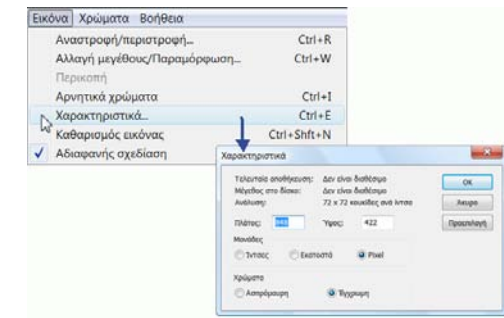 Εικόνα Χρώματα Βοήθεια
Αναστροφή/περιστροφή... Ctrl+R
Αλλαγή μεγέθους/Παραμόρφωση... Ctrl+W
Περικοπή
Αρνητικά χρώματα Ctrl+I
Χαρακτηριστικά... Ctrl+E
Καθαρισμός εικόνας Ctrl+Shft+N
Αδιαφανής σχεδίαση
Χαρακτηριστικά
Τελευταία αποθήκευση: Δεν είναι διαθέσιμο
Μέγεθος στο δίσκο: Δεν είναι διαθέσιμο
Ανάλυση: 72 x 72 κουκίδες ανά ίντσα
OK
Άκυρο
Προεπιλογή
Πλάτος: Ύψος: 422
Μονάδες
Ίντσες Εκατοστά Pixel
Χρώματα
Ασπρόμαυρη Έγχρωμη